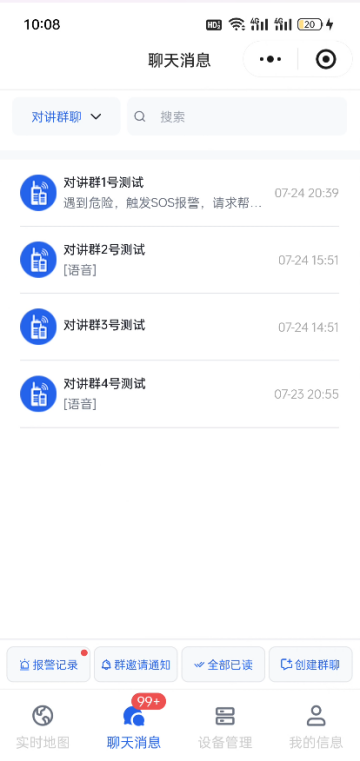 10:08
HD2 4G 4G 20
聊天消息
对讲群聊 搜索
对讲群1号测试
07-24 20:39
遇到危险，触发SOS报警，请求帮...
对讲群2号测试
07-24 15:51
[语音]
对讲群3号测试
07-24 14:51
对讲群4号测试
07-23 20:55
[语音]
报警记录 群邀请通知 全部已读 创建群聊
99+
实时地图 聊天消息 设备管理 我的信息